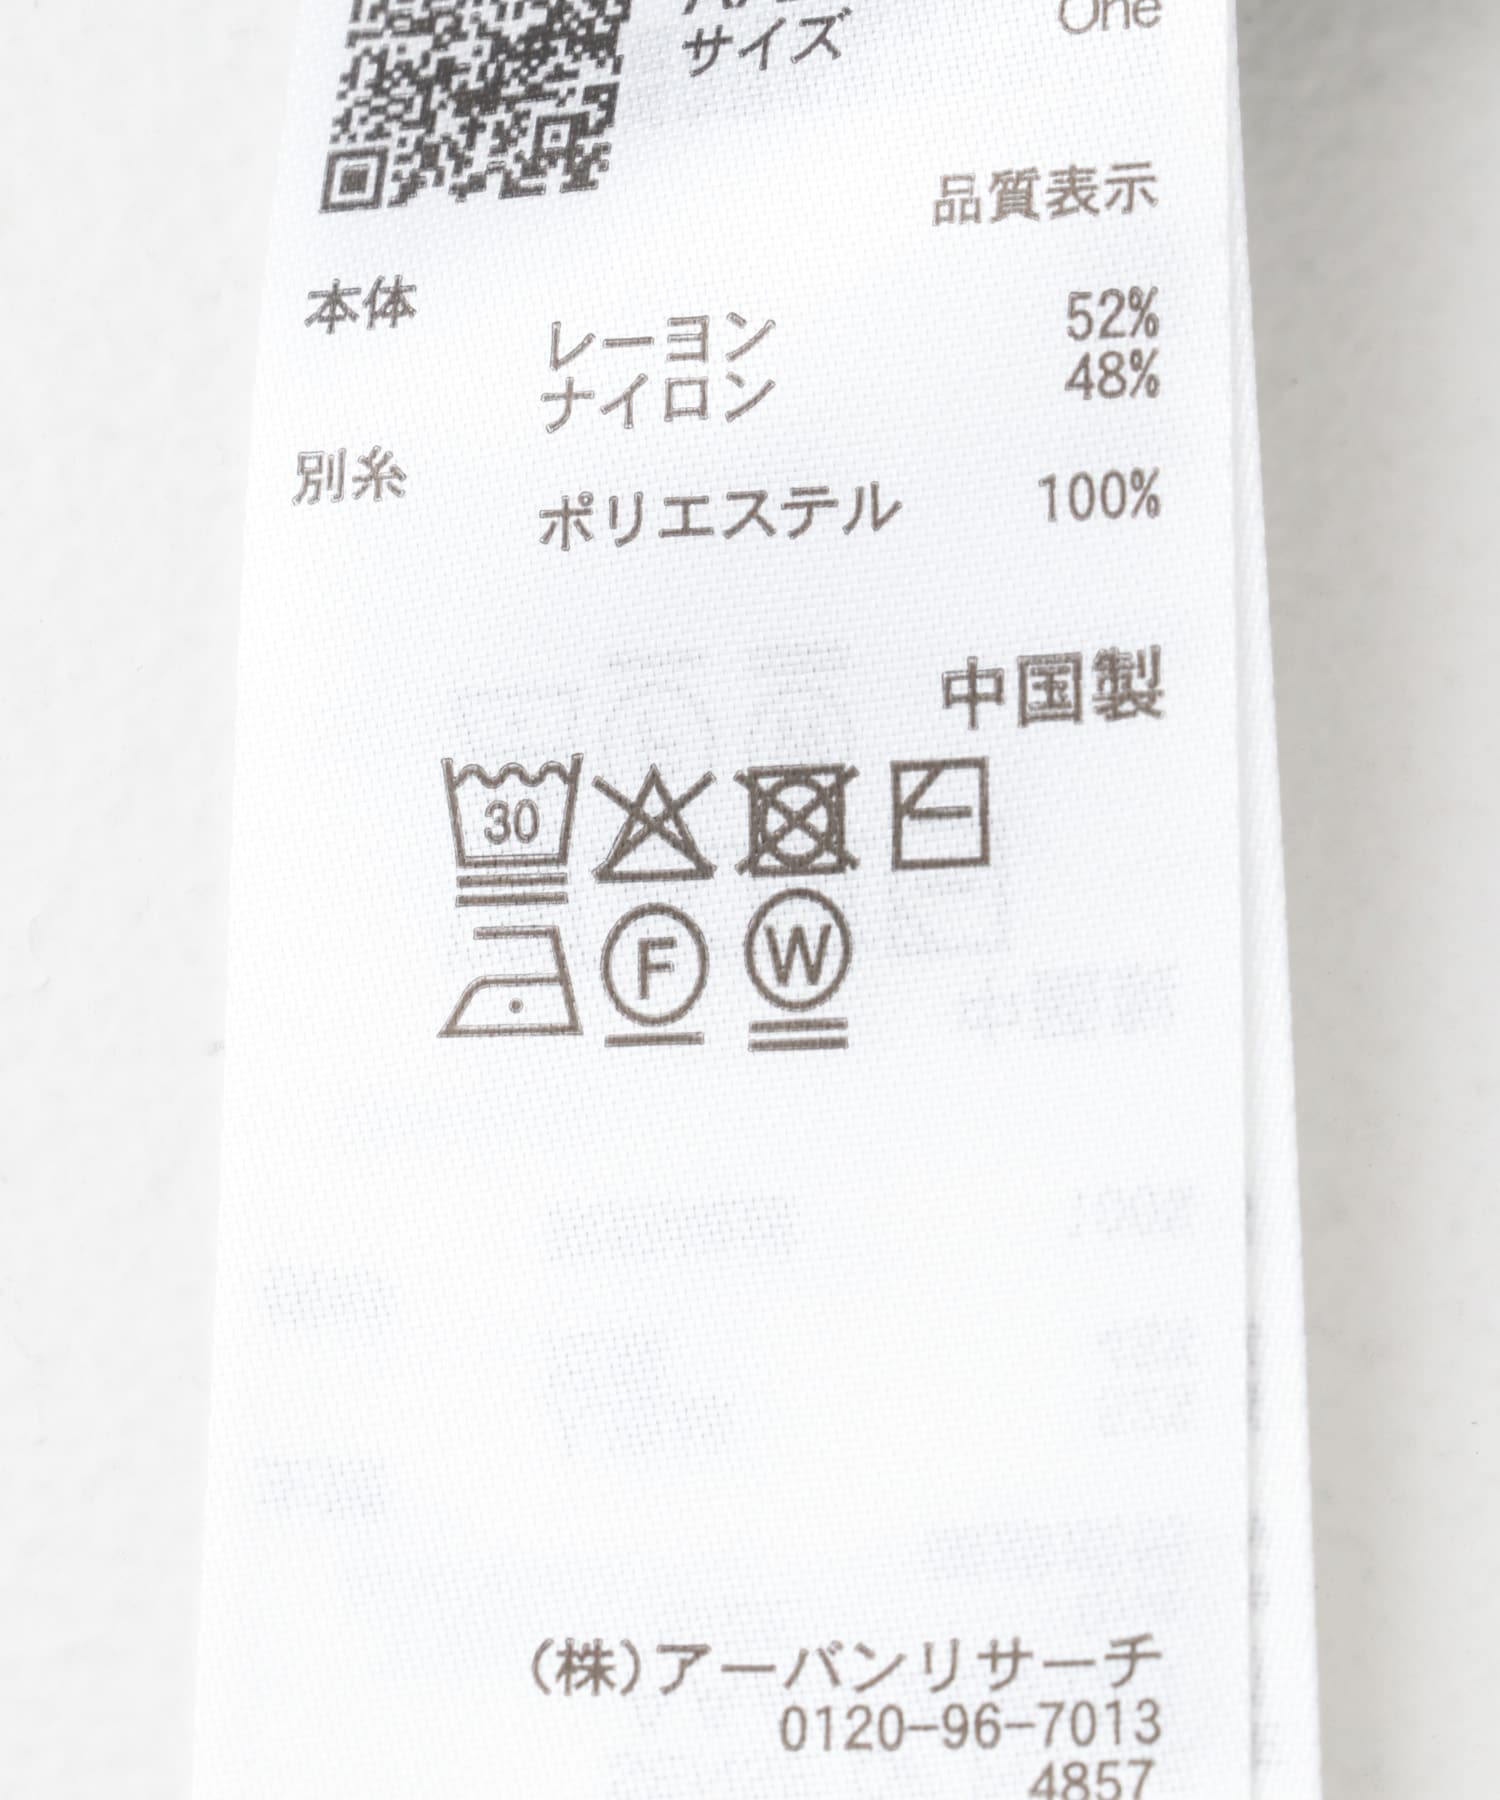 サイズ One
品質表示
本体
レーヨン 52%
ナイロン 48%
別糸
ポリエステル 100%
中国製
30
F W
(株)アーバンリサーチ
0120-96-7013
4857